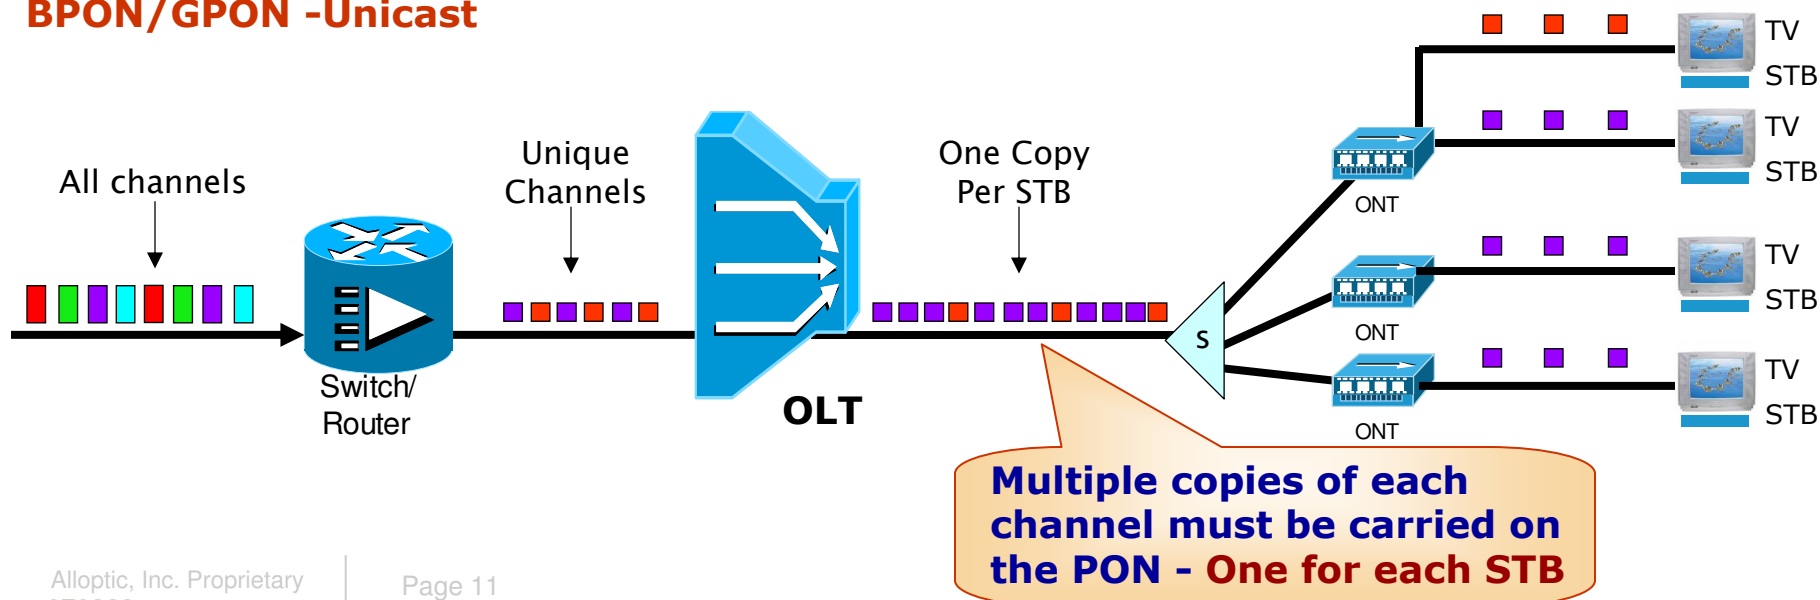 BPON/GPON -Unicast
All channels
Switch/
Router
Unique
Channels
OLT
One Copy
Per STB
S
ONT
ONT
ONT
TV
STB
TV
STB
TV
STB
TV
STB
Multiple copies of each
channel must be carried on
the PON - One for each STB
Alloptic, Inc. Proprietary
Page 11